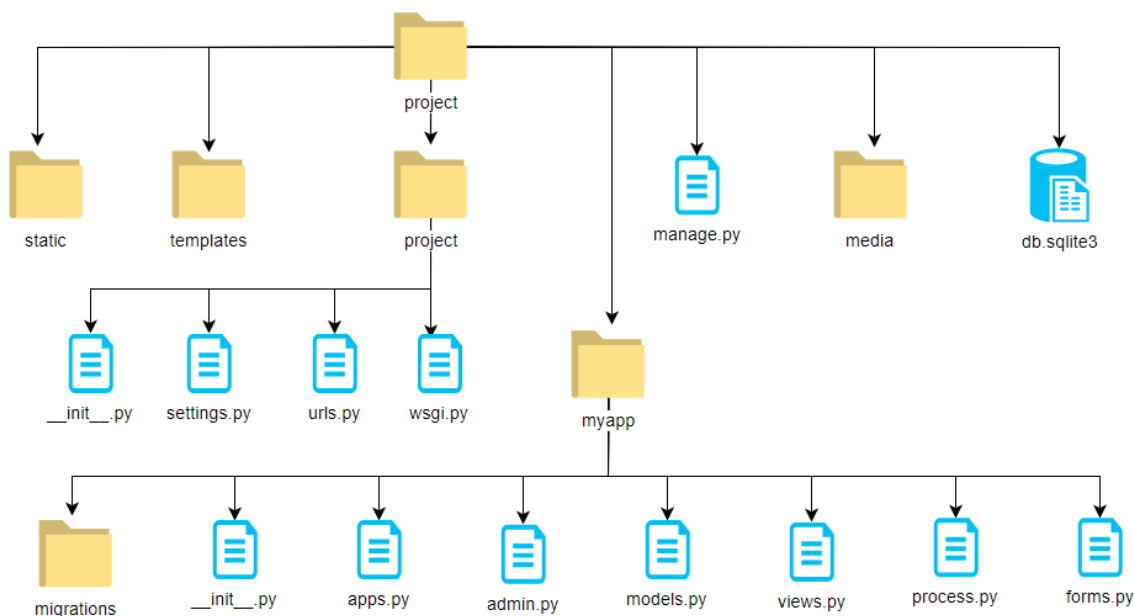 project
static
templates
project
manage.py
media
db.sqlite3
__init__.py
settings.py
urls.py
wsgi.py
myapp
migrations
__init__.py
apps.py
admin.py
models.py
views.py
process.py
forms.py